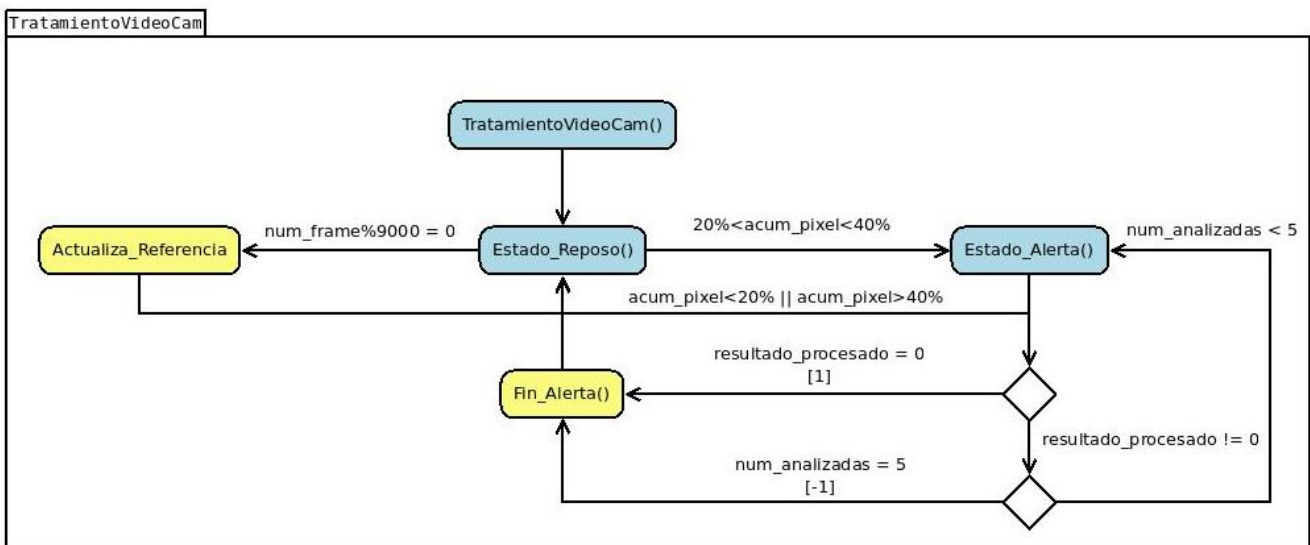 TratamientoVideoCam
TratamientoVideoCam()
num_frame%9000 = 0
20%<acum_pixel<40%
num_analizadas < 5
Actualiza_Referencia
Estado_Reposo()
Estado_Alerta()
acum_pixel<20% || acum_pixel>40%
resultado_procesado = 0
[1]
Fin_Alerta()
resultado_procesado != 0
num_analizadas = 5
[-1]